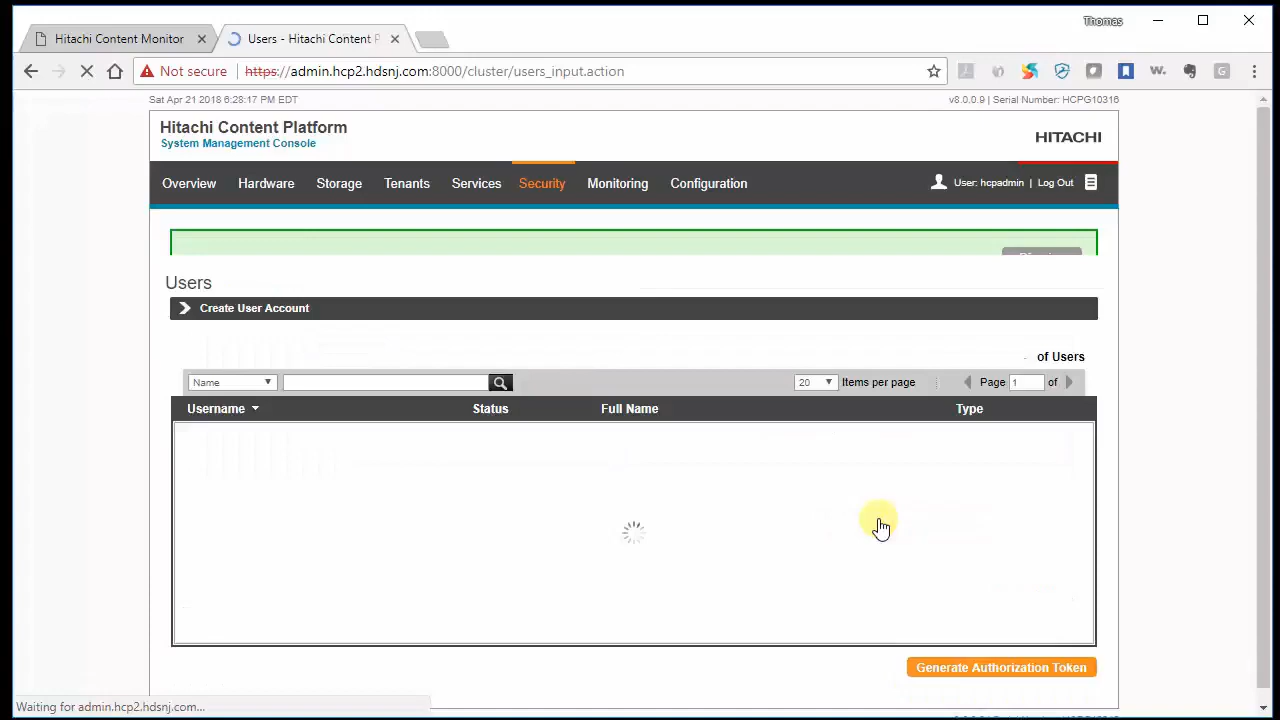 Thomas
Hitachi Content Monitor
Users - Hitachi Content P
Not secure https://admin.hcp2.hdsnj.com:8000/cluster/users_input.action
Sat Apr 21 2018 6:28:17 PM EDT
v8.0.0.9 | Serial Number: HCPG10316
Hitachi Content Platform
System Management Console
HITACHI
Overview Hardware Storage Tenants Services Security Monitoring Configuration
User: hcpadmin | Log Out
Users
Create User Account
of Users
Name
20 Items per page
Page 1 of
Username Status Full Name Type
Generate Authorization Token
Waiting for admin.hcp2.hdsnj.com...